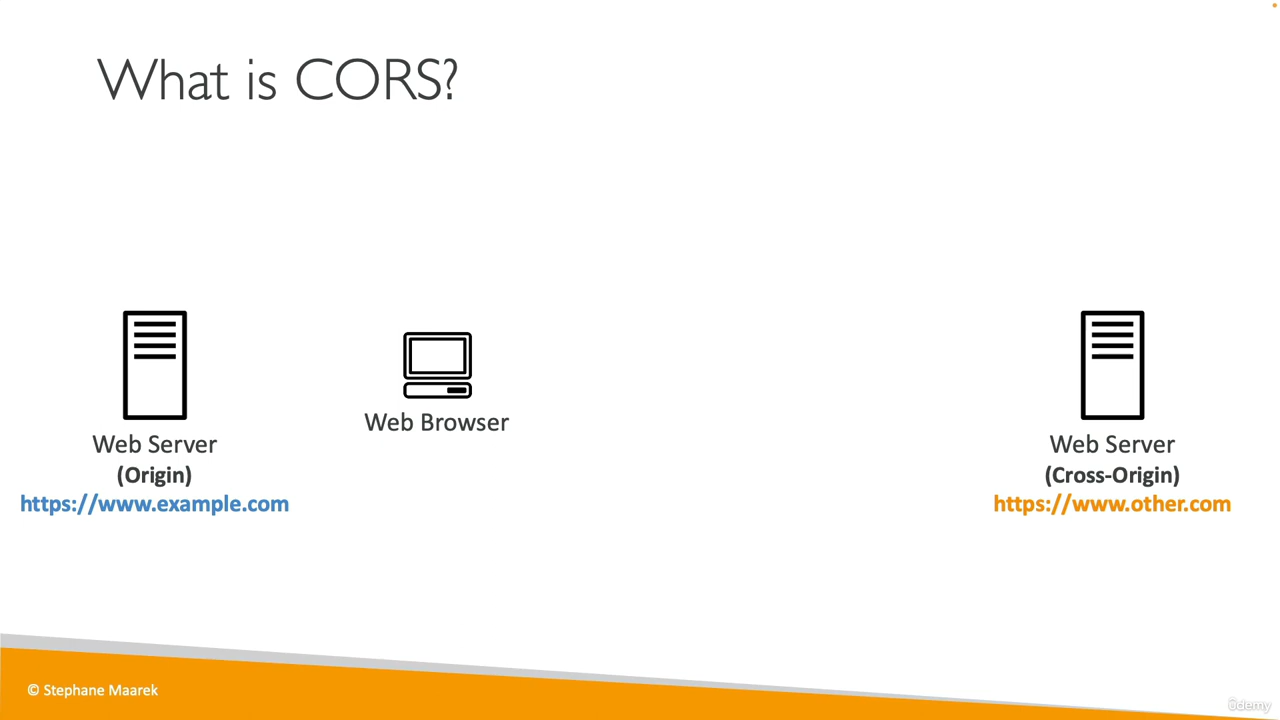 What is CORS?
Web Server
(Origin)
https://www.example.com
Web Browser
Web Server
(Cross-Origin)
https://www.other.com
© Stephane Maarek
ûdemy